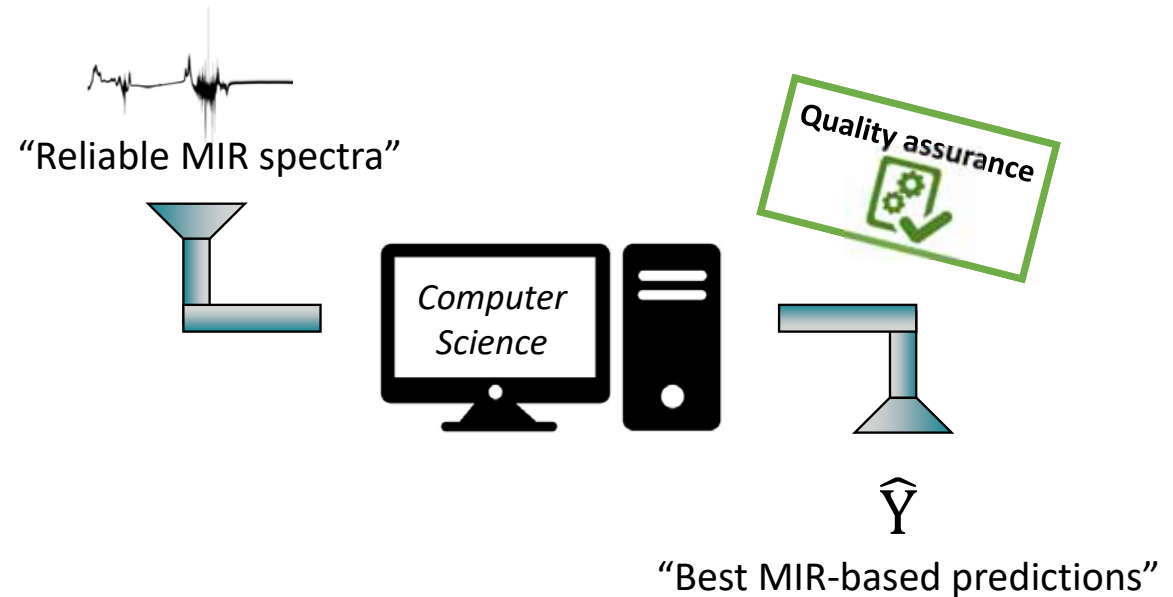 “Reliable MIR spectra”
Quality assurance
Computer
Science
Ŷ
“Best MIR-based predictions”